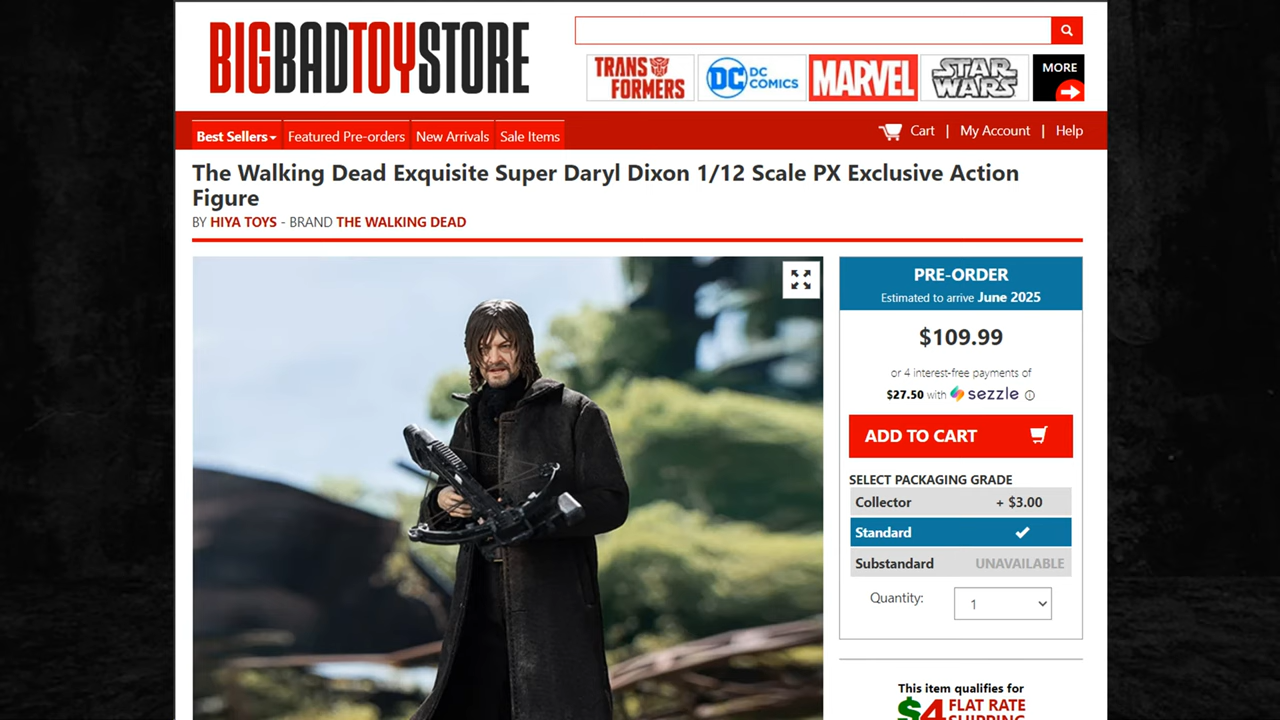 BIGBADTOYSTORE
TRANSFORMERS
DC DC COMICS
MARVEL
STAR WARS
MORE
Best Sellers
Featured Pre-orders
New Arrivals
Sale Items
Cart | My Account | Help
The Walking Dead Exquisite Super Daryl Dixon 1/12 Scale PX Exclusive Action
Figure
BY HIYA TOYS - BRAND THE WALKING DEAD
PRE-ORDER
Estimated to arrive June 2025
$109.99
or 4 interest-free payments of
$27.50 with sezzle
ADD TO CART
SELECT PACKAGING GRADE
Collector + $3.00
Standard
Substandard UNAVAILABLE
Quantity: 1
This item qualifies for
$4 FLAT RATE
SHIPPING